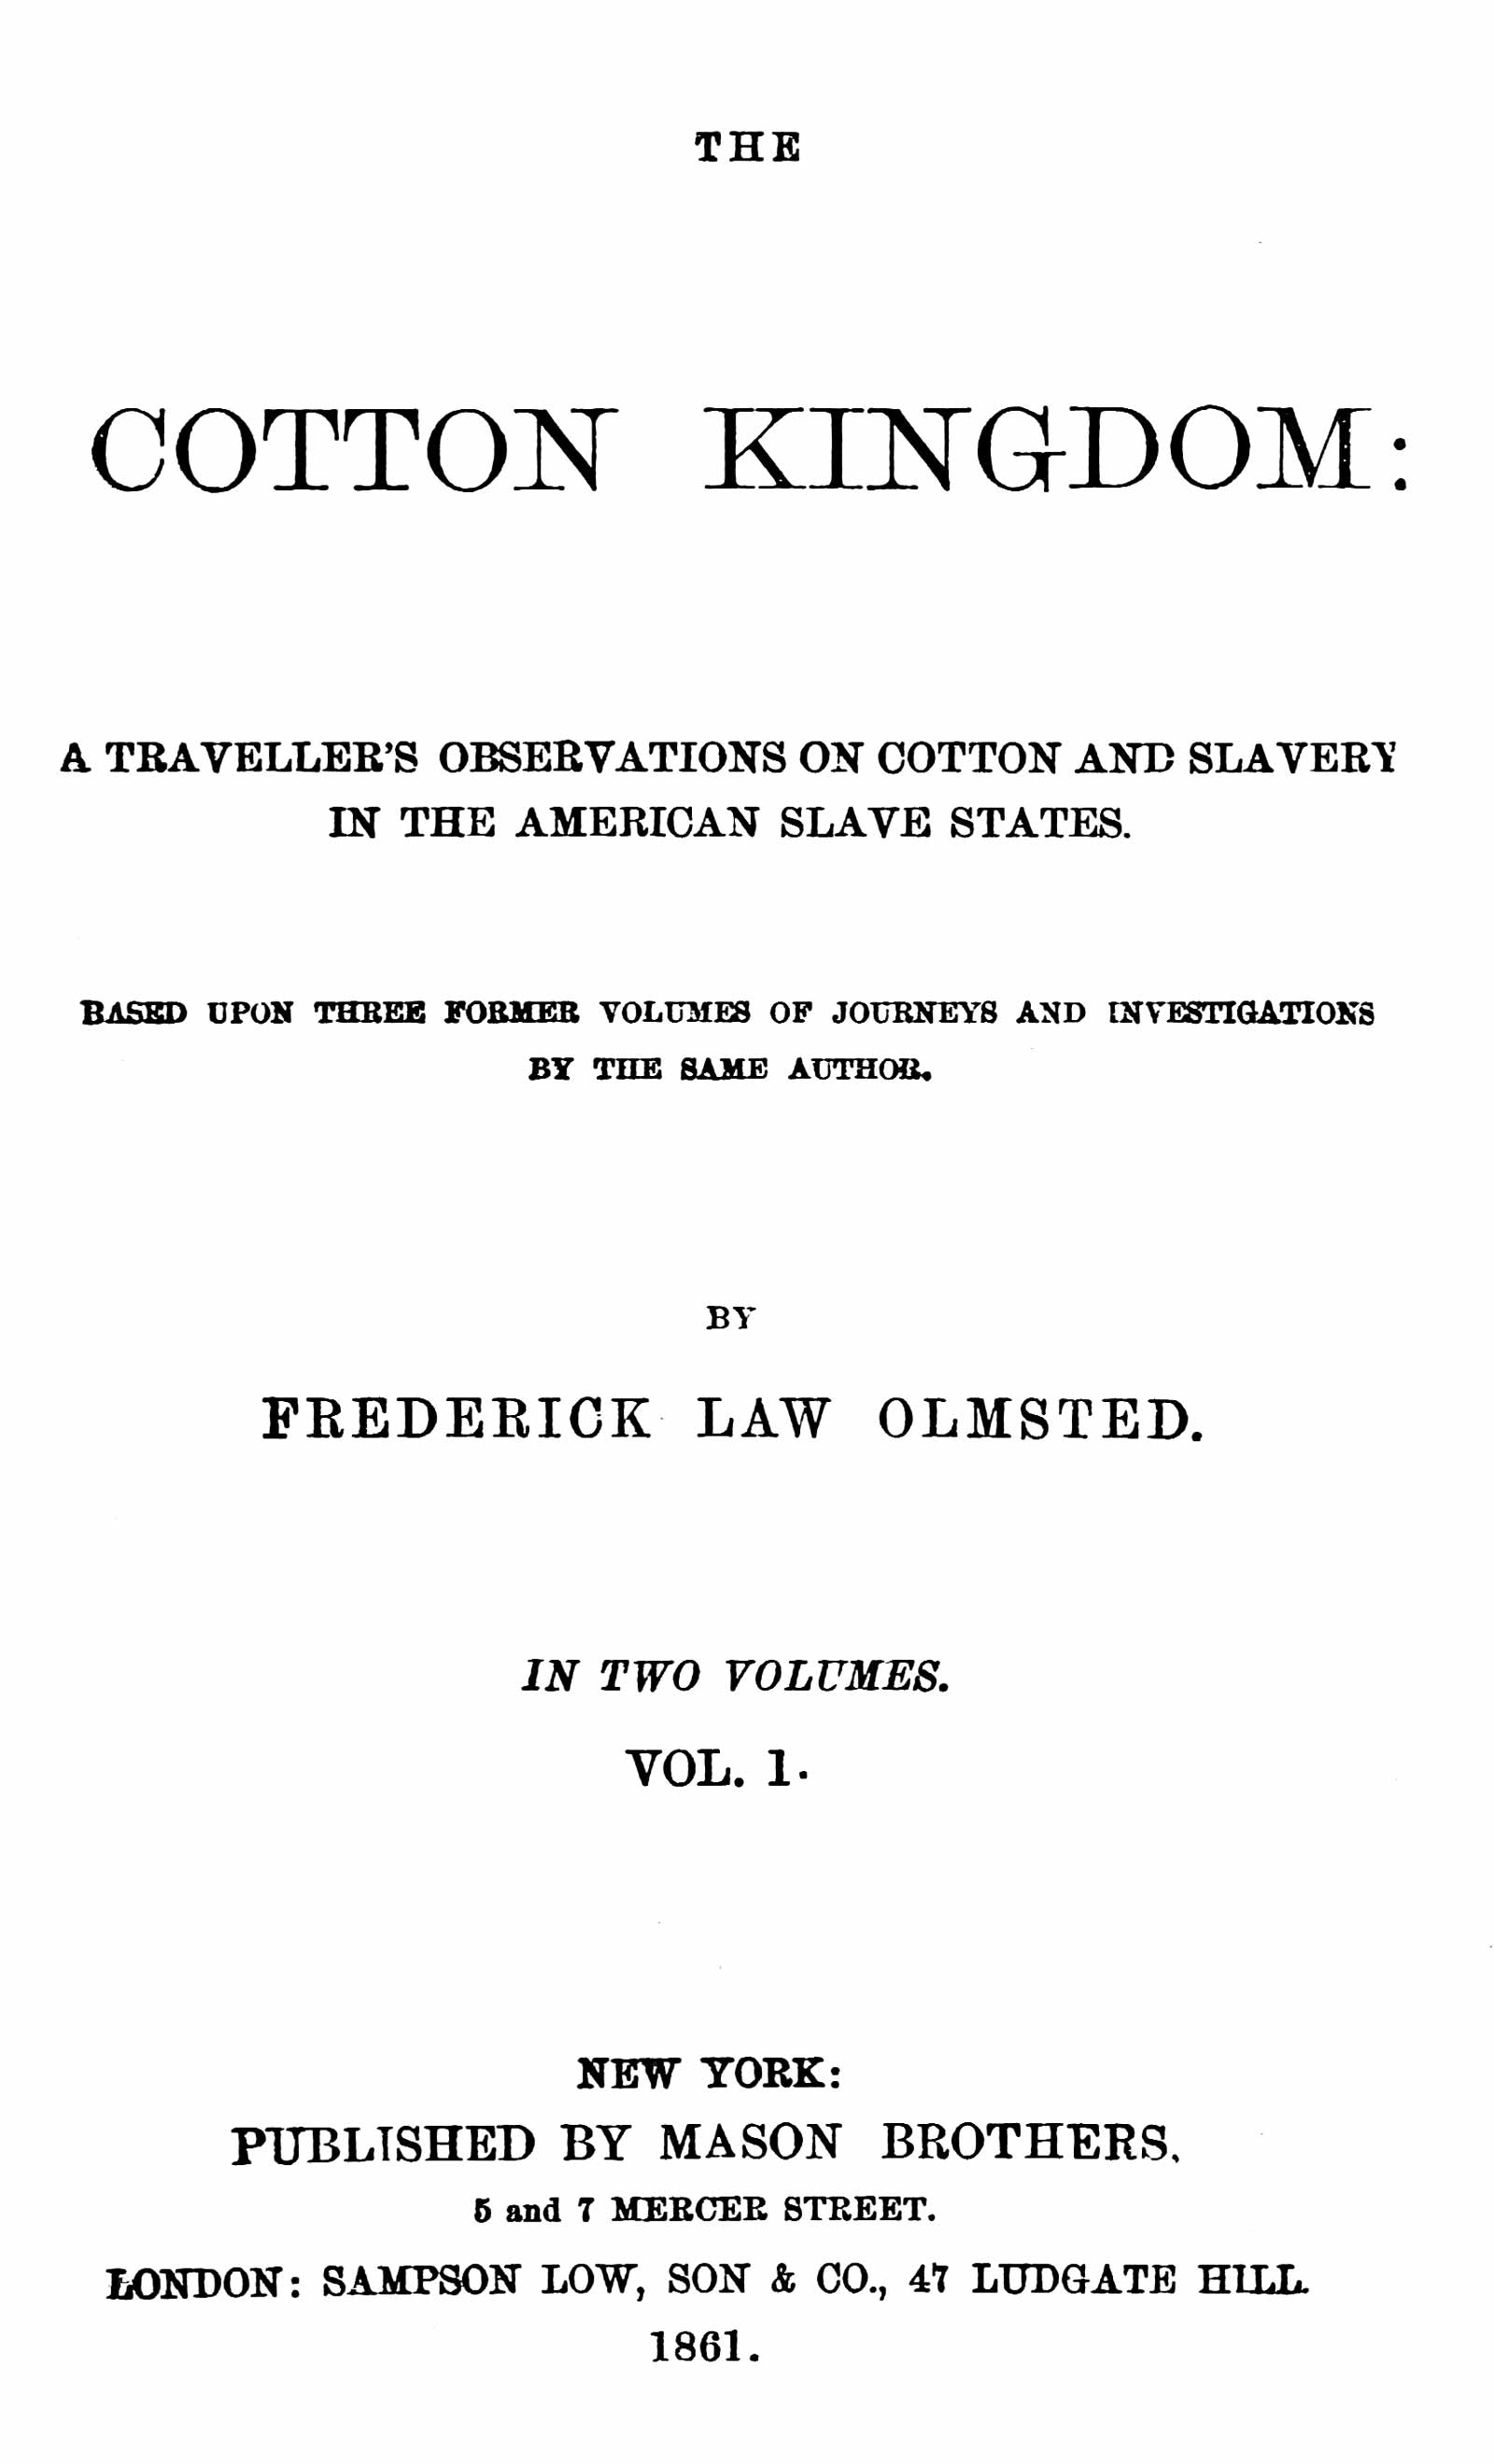 THE
COTTON KINGDOM:
A TRAVELLER'S OBSERVATIONS ON COTTON AND SLAVERY
IN THE AMERICAN SLAVE STATES.
BASED UPON THREE FORMER VOLUMES OF JOURNEYS AND INVESTIGATIONS
BY THE SAME AUTHOR.
BY
FREDERICK LAW OLMSTED.
IN TWO VOLUMES.
VOL. 1.
NEW YORK:
PUBLISHED BY MASON BROTHERS,
5 and 7 MERCER STREET.
LONDON: SAMPSON LOW, SON & CO., 47 LUDGATE HILL.
1861.